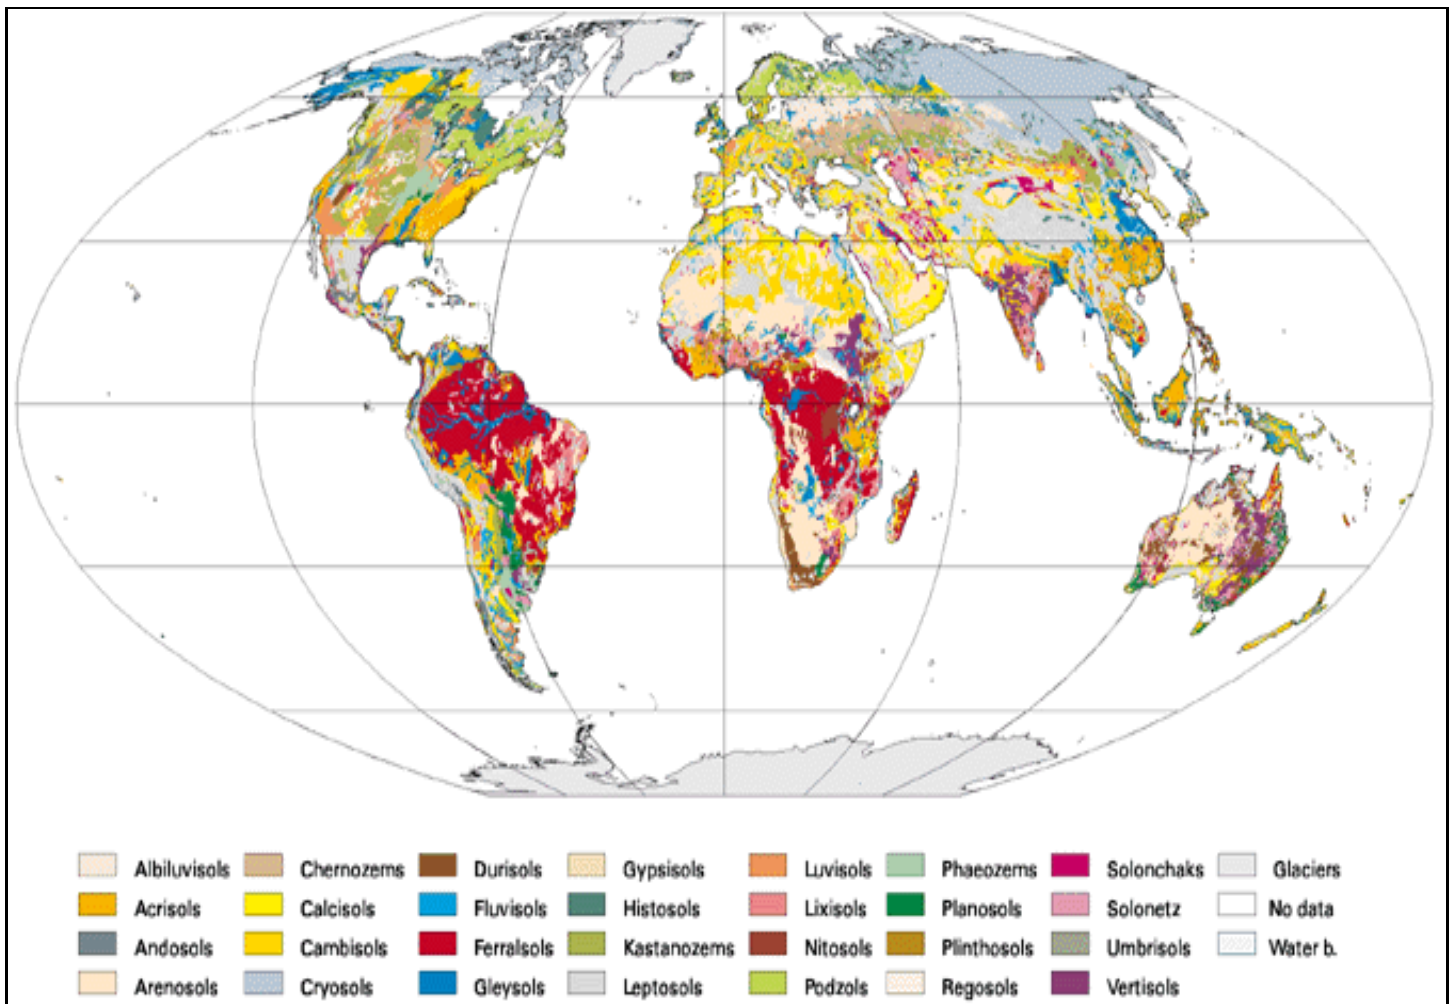 Albiluvisols Chernozems Durisols Gypsisols Luvisols Phaeozems Solonchaks Glaciers
Acrisols Calcisols Fluvisols Histosols Lixisols Planosols Solonetz No data
Andosols Cambisols Ferralsols Kastanozems Nitosols Plinthosols Umbrisols Water b.
Arenosols Cryosols Gleysols Leptosols Podzols Regosols Vertisols